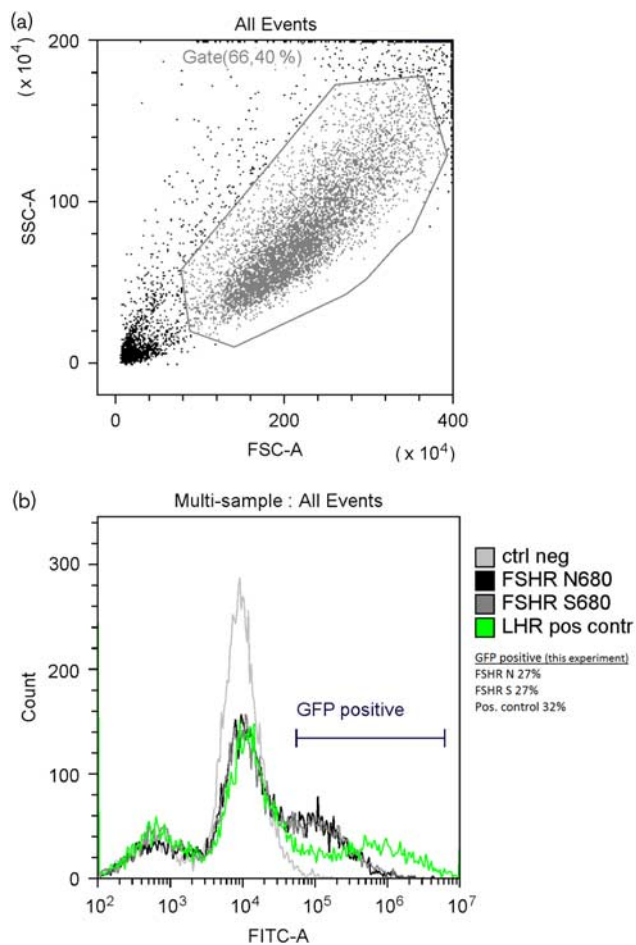 (a)
All Events
Gate(66,40 %)
(x 10⁴)
200
100
0
SSC-A
0
200
400
FSC-A
(x 10⁴)
(b)
Multi-sample : All Events
300
200
100
0
Count
GFP positive
10² 10³ 10⁴ 10⁵ 10⁶ 10⁷
FITC-A
ctrl neg
FSHR N680
FSHR S680
LHR pos contr
GFP positive (this experiment)
FSHR N 27%
FSHR S 27%
Pos. control 32%